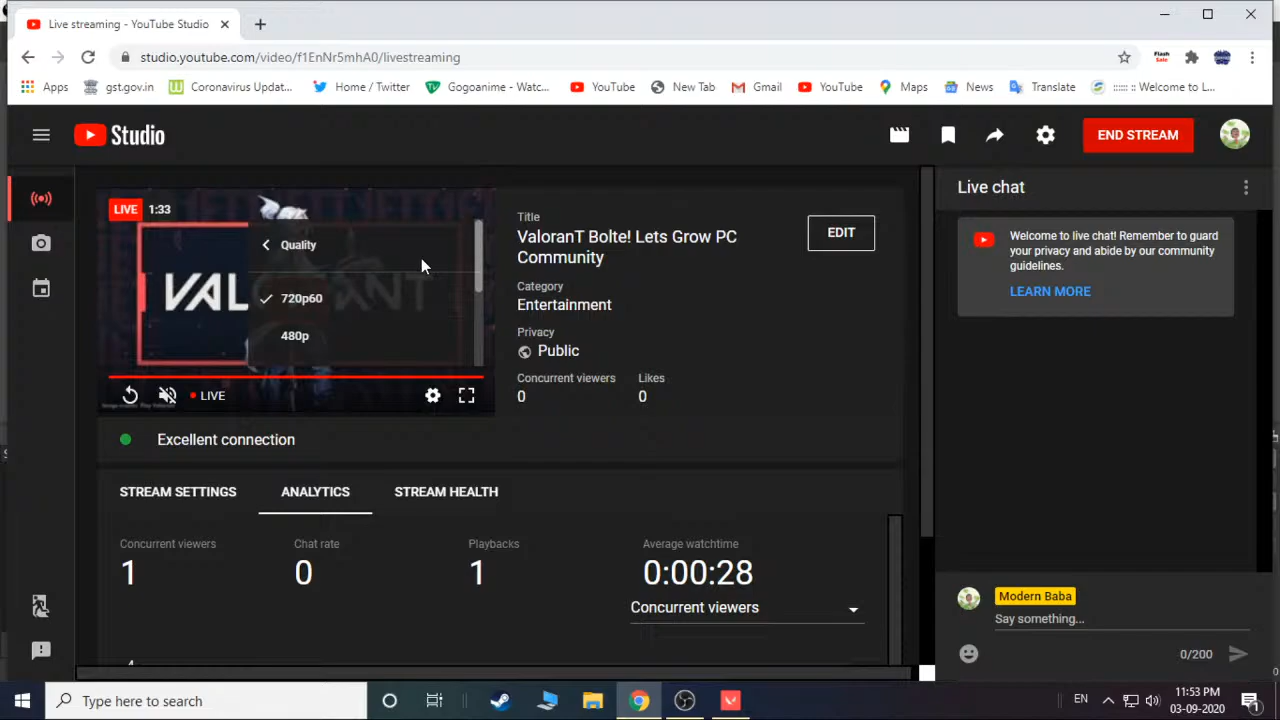 Live streaming - YouTube Studio
studio.youtube.com/video/f1EnNr5mhA0/livestreaming
Flash Sale
Apps gst.gov.in Coronavirus Updat... Home / Twitter Gogoanime - Watc... YouTube New Tab Gmail YouTube Maps News Translate :::::: Welcome to L...
Studio
END STREAM
LIVE 1:33
Quality
VAL ANT
720p60
480p
LIVE
Title
ValoranT Bolte! Lets Grow PC
Community
EDIT
Category
Entertainment
Privacy
Public
Concurrent viewers Likes
0 0
Excellent connection
STREAM SETTINGS ANALYTICS STREAM HEALTH
Concurrent viewers Chat rate Playbacks Average watchtime
1 0 1 0:00:28
Concurrent viewers
Live chat
Welcome to live chat! Remember to guard
your privacy and abide by our community
guidelines.
LEARN MORE
Modern Baba
Say something...
0/200
Type here to search
EN
11:53 PM
03-09-2020
1